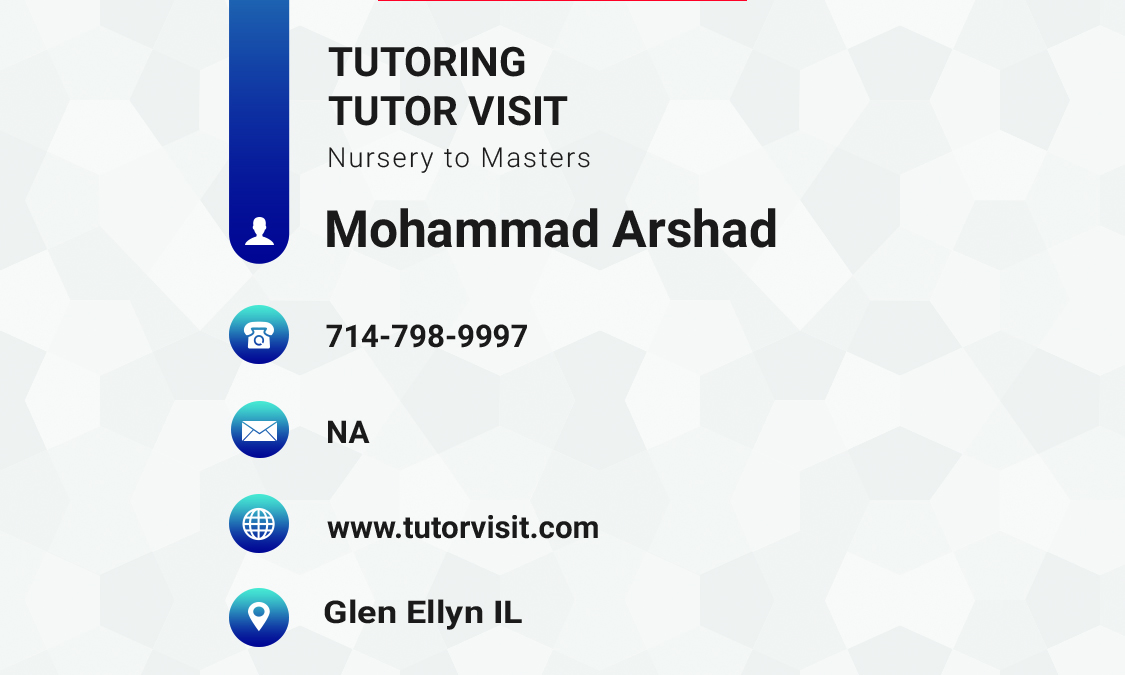 TUTORING
TUTOR VISIT
Nursery to Masters
Mohammad Arshad
714-798-9997
NA
www.tutorvisit.com
Glen Ellyn IL